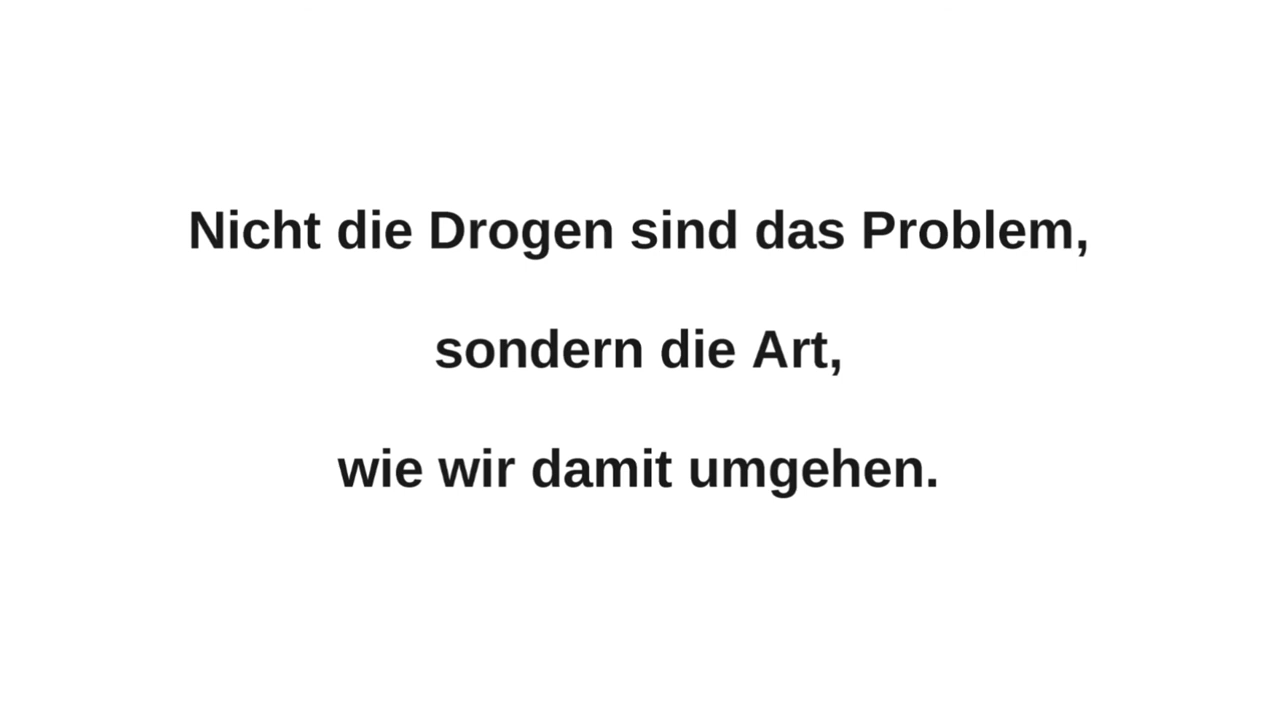 Nicht die Drogen sind das Problem,
sondern die Art,
wie wir damit umgehen.